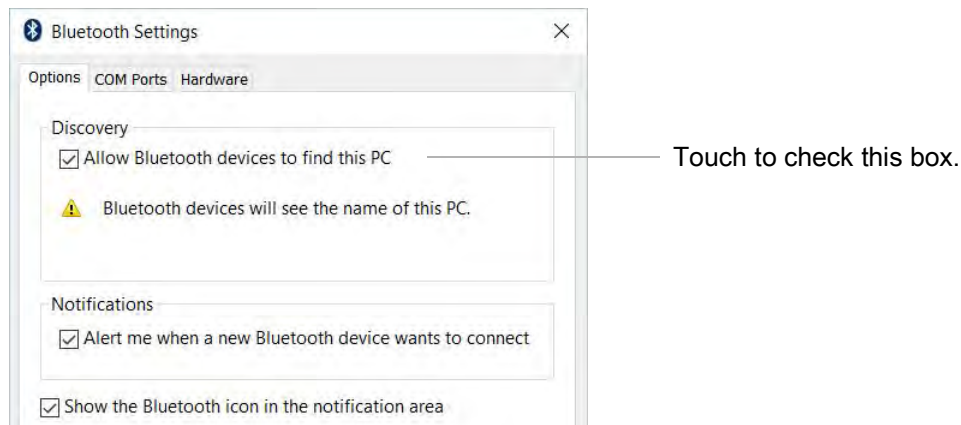 Bluetooth Settings
Options COM Ports Hardware
Discovery
Allow Bluetooth devices to find this PC
Touch to check this box.
Bluetooth devices will see the name of this PC.
Notifications
Alert me when a new Bluetooth device wants to connect
Show the Bluetooth icon in the notification area